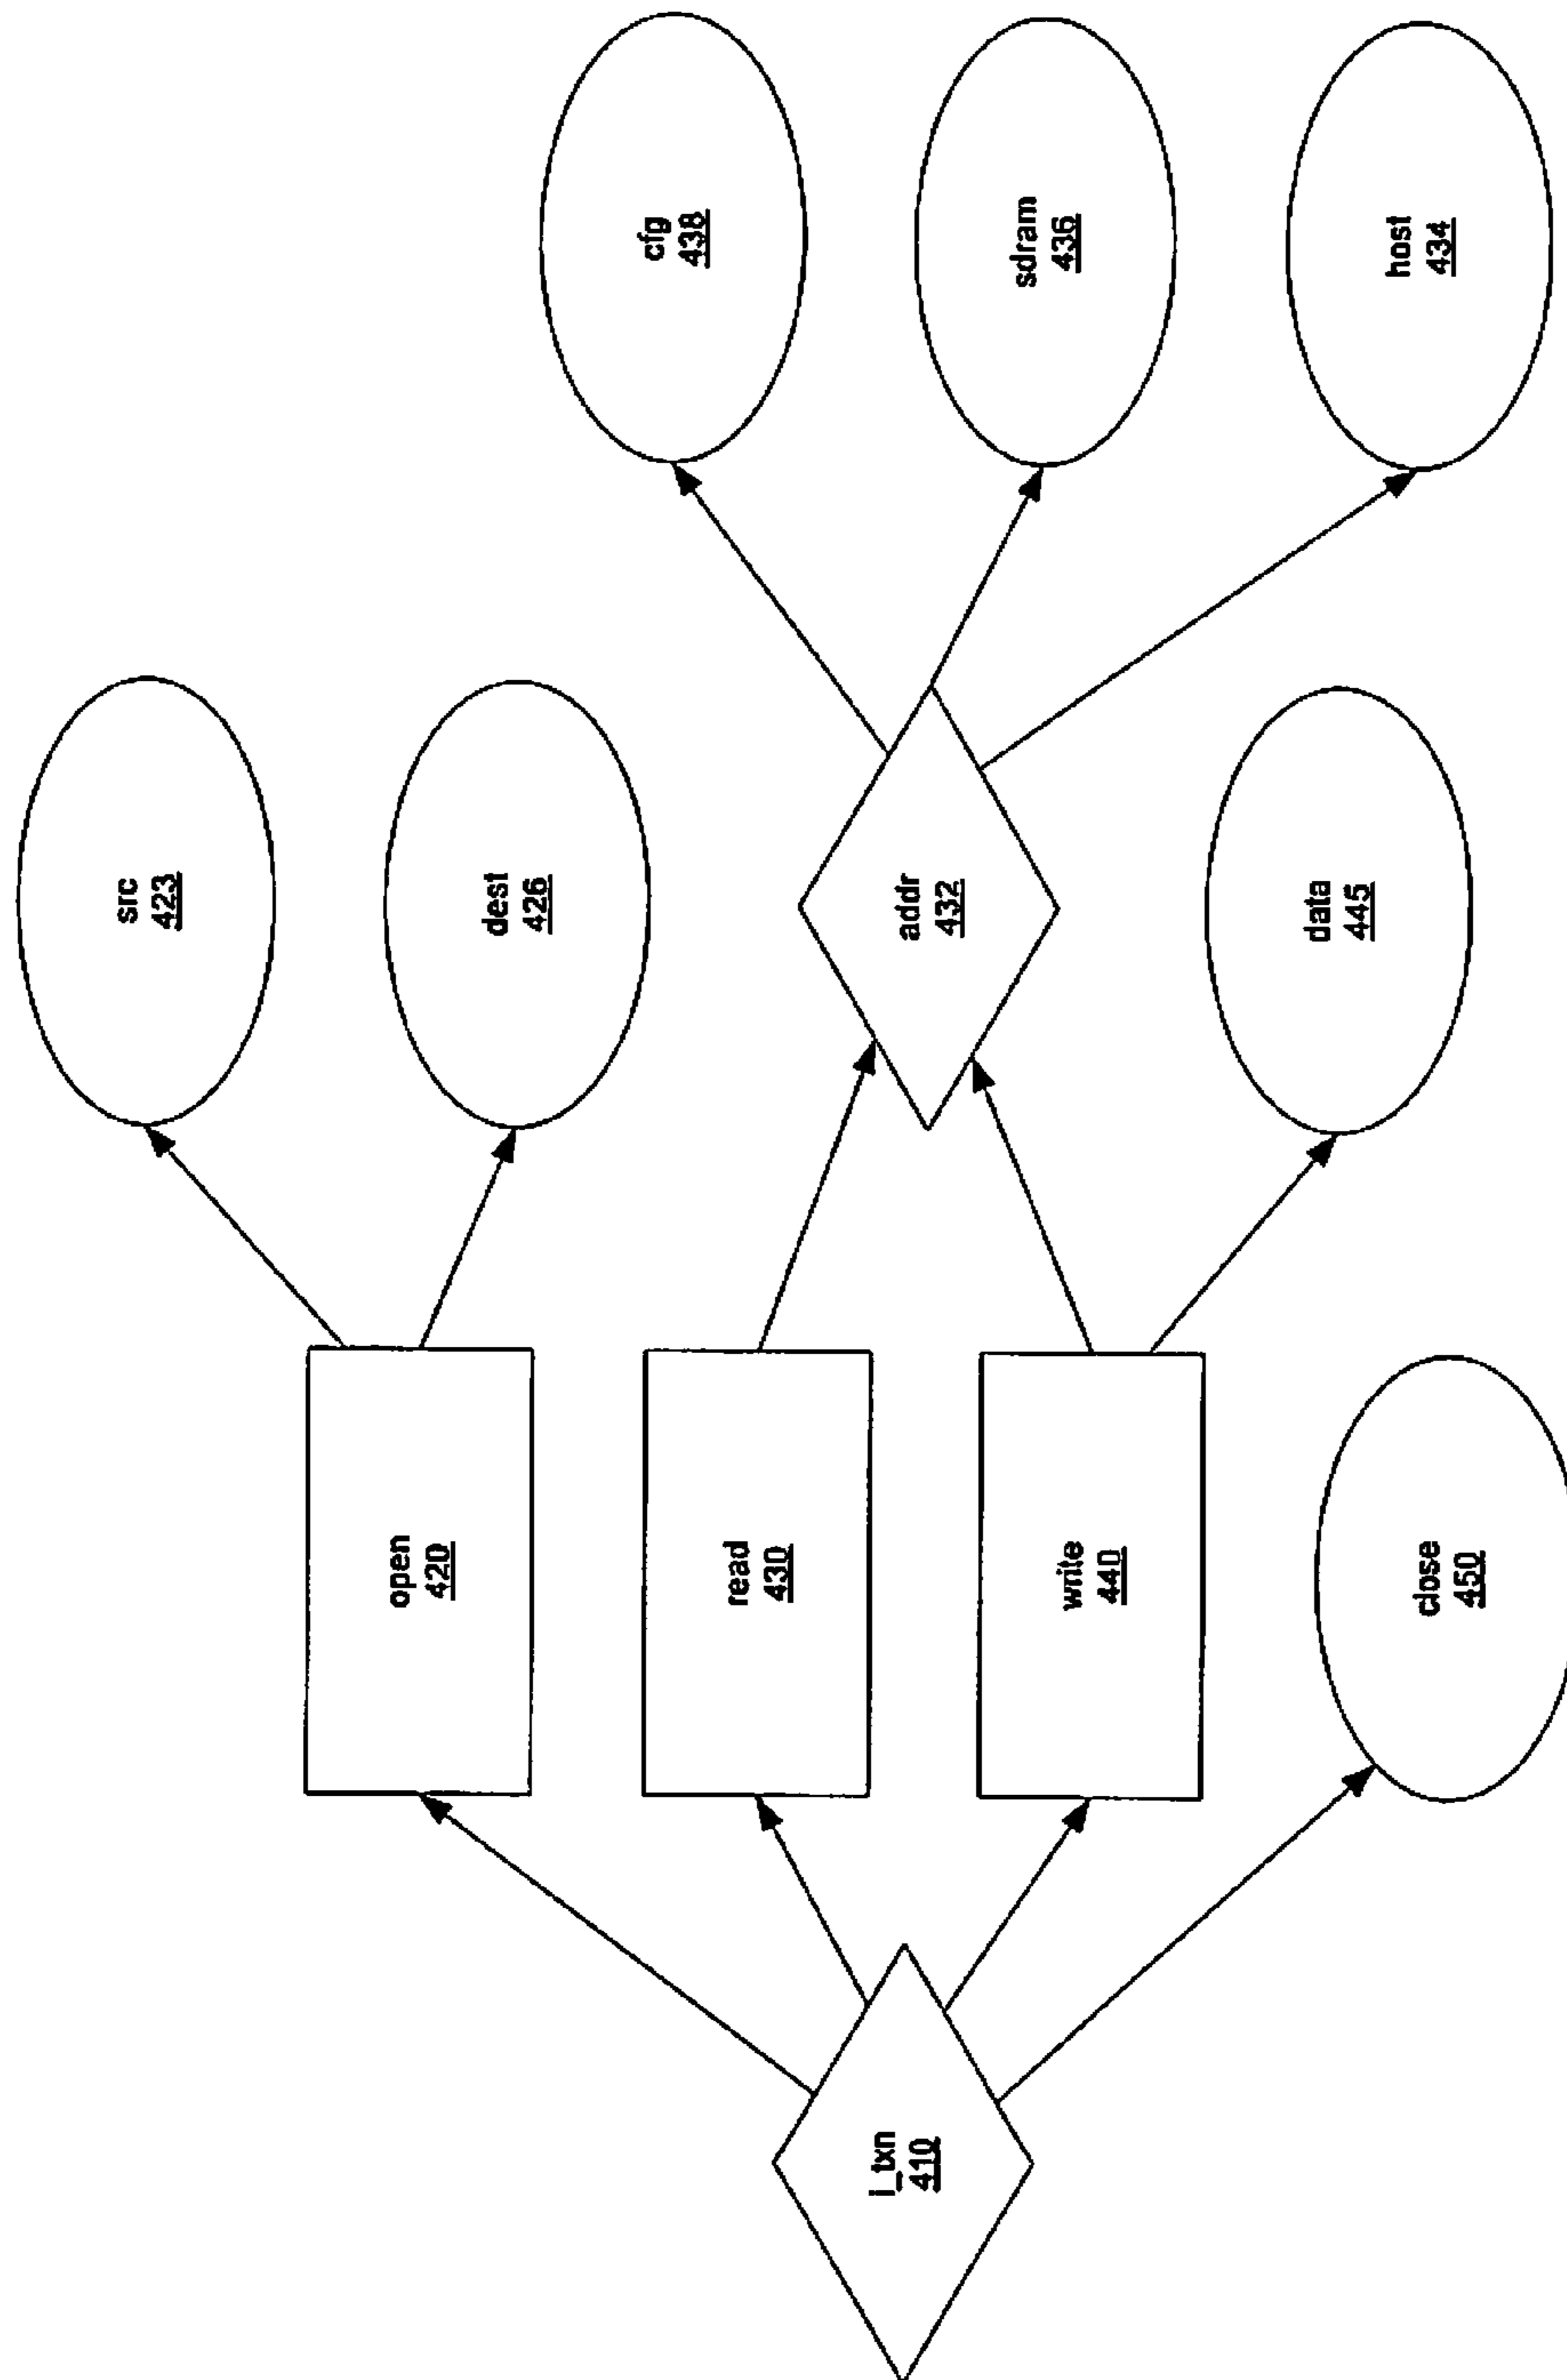 i_txn
410
open
420
read
430
write
440
close
450
src
423
dest
426
addr
432
data
445
cfg
438
sdram
436
host
434